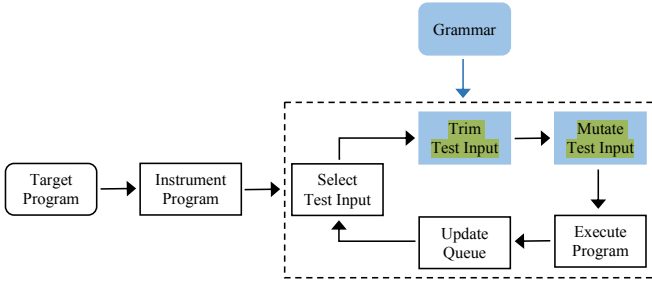 Grammar
Trim
Test Input
Mutate
Test Input
Target
Program
Instrument
Program
Select
Test Input
Update
Queue
Execute
Program